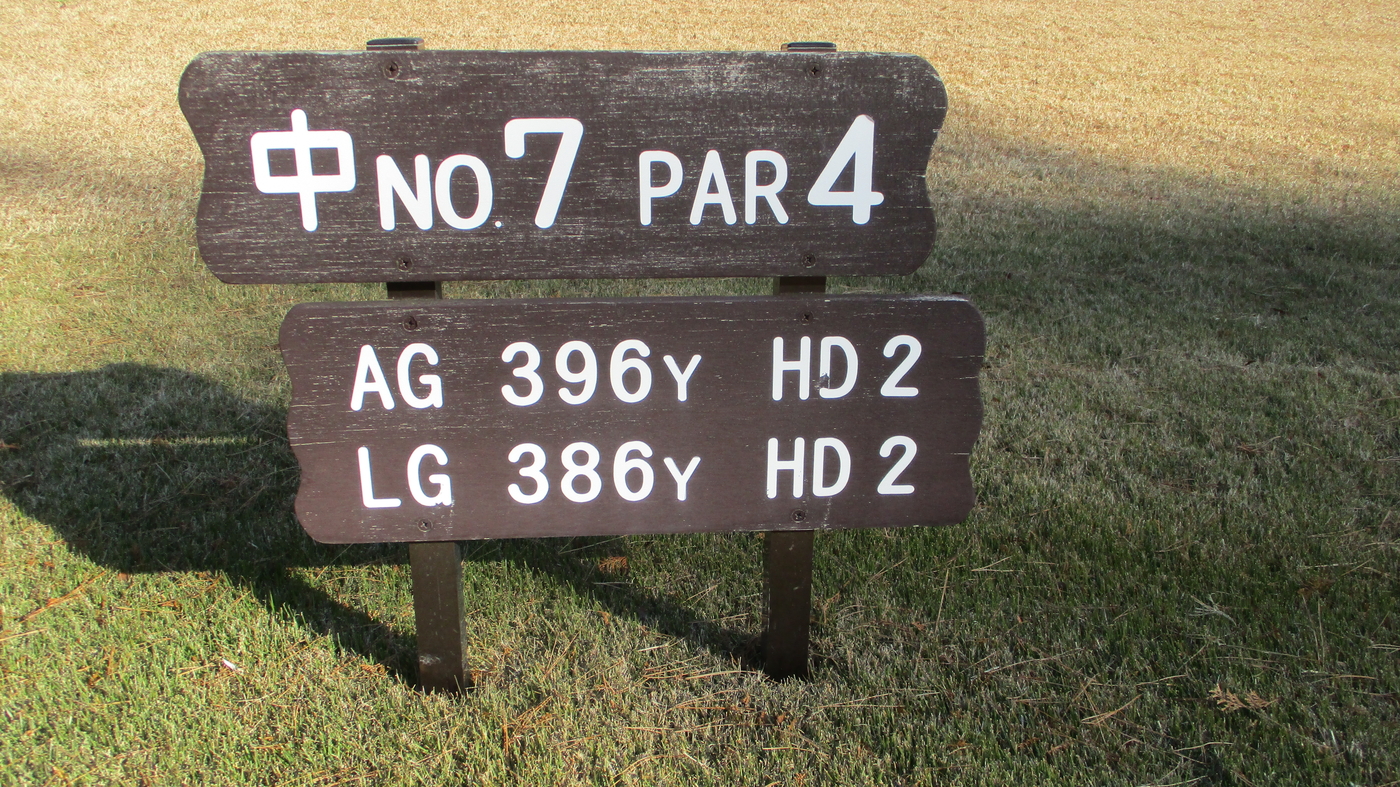 中 NO. 7 PAR 4
AG 396Y HD 2
LG 386Y HD 2